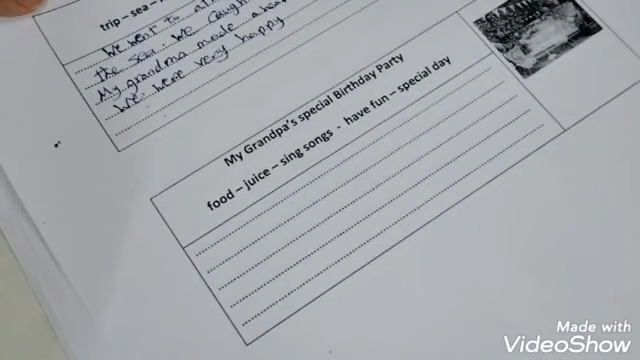 trip – sea –
We went to
the sea. We caught
My grandma made a
We were very happy
My Grandpa's special Birthday Party
food – juice – sing songs - have fun – special day
Made with
VideoShow